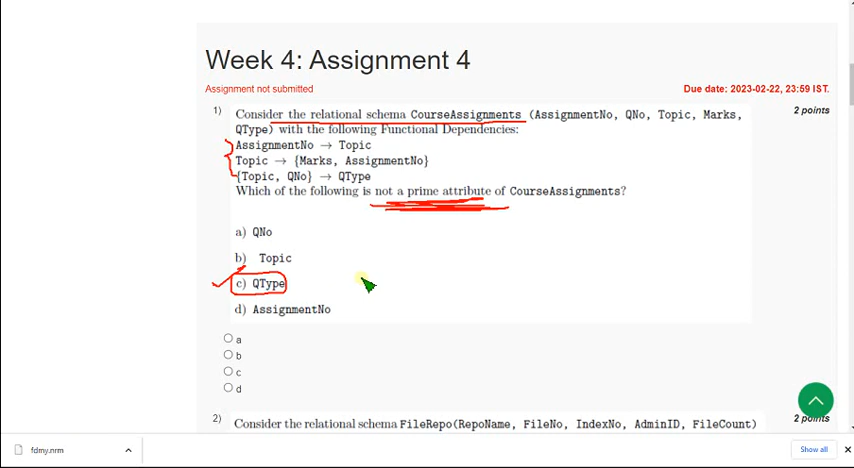 Week 4: Assignment 4
Assignment not submitted
Due date: 2023-02-22, 23:59 IST.
1) Consider the relational schema CourseAssignments (AssignmentNo, QNo, Topic, Marks,
2 points
QType) with the following Functional Dependencies:
AssignmentNo → Topic
Topic → {Marks, AssignmentNo}
{Topic, QNo} → QType
Which of the following is not a prime attribute of CourseAssignments?
a) QNo
b) Topic
c) QType
d) AssignmentNo
a
b
c
d
2) Consider the relational schema FileRepo(RepoName, FileNo, IndexNo, AdminID, FileCount)
2 points
fdmy.nrm
Show all